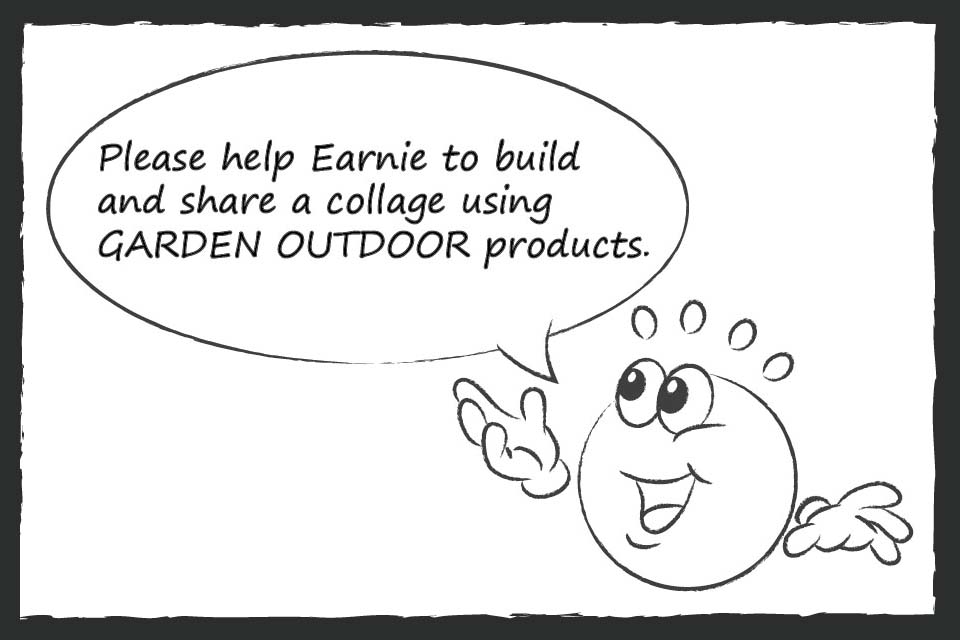 Please help Earnie to build
and share a collage using
GARDEN OUTDOOR products.